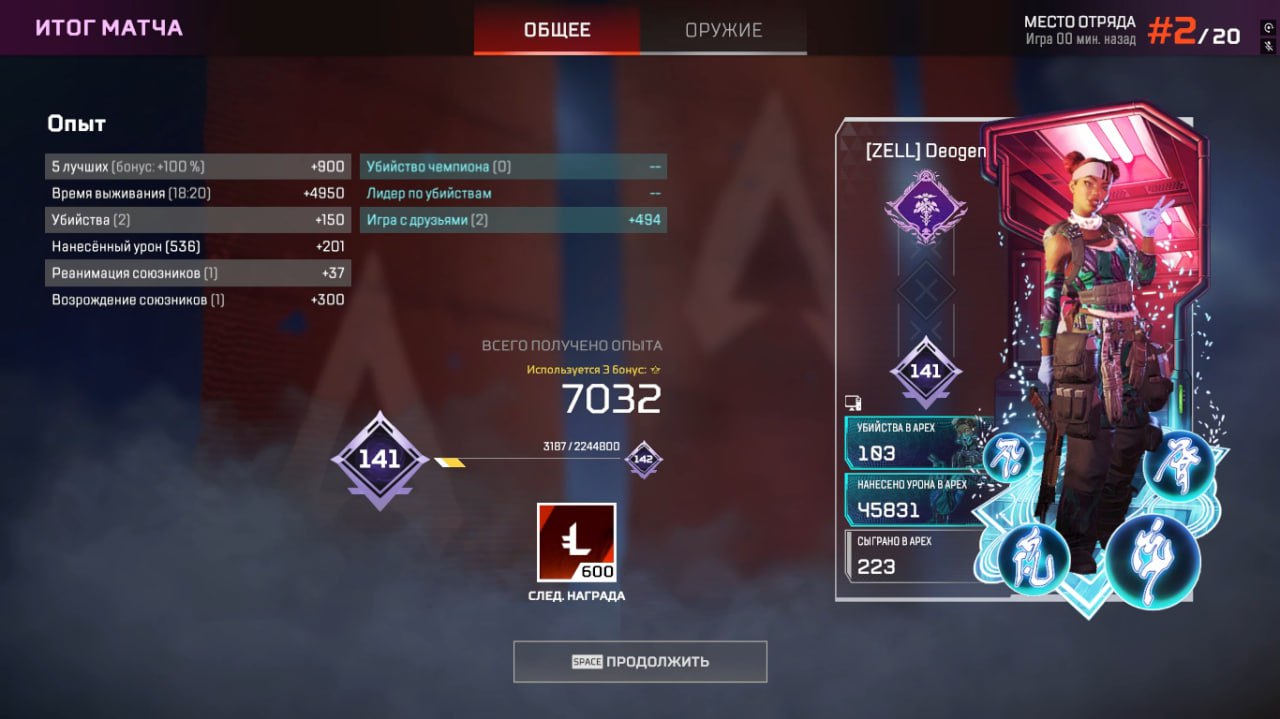 ИТОГ МАТЧА
ОБЩЕЕ
ОРУЖИЕ
МЕСТО ОТРЯДА
Игра 00 мин. назад
#2/20
Опыт
5 лучших (бонус: +100 %) +900
Время выживания (18:20) +4950
Убийства (2) +150
Нанесённый урон (536) +201
Реанимация союзников (1) +37
Возрождение союзников (1) +300
Убийство чемпиона (0) --
Лидер по убийствам --
Игра с друзьями (2) +494
ВСЕГО ПОЛУЧЕНО ОПЫТА
Используется 3 бонус:
7032
3187/2244800
141
142
600
СЛЕД. НАГРАДА
SPACE ПРОДОЛЖИТЬ
[ZELL] Deogen
141
УБИЙСТВА В APEX
103
НАНЕСЕНО УРОНА В APEX
45831
СЫГРАНО В APEX
223